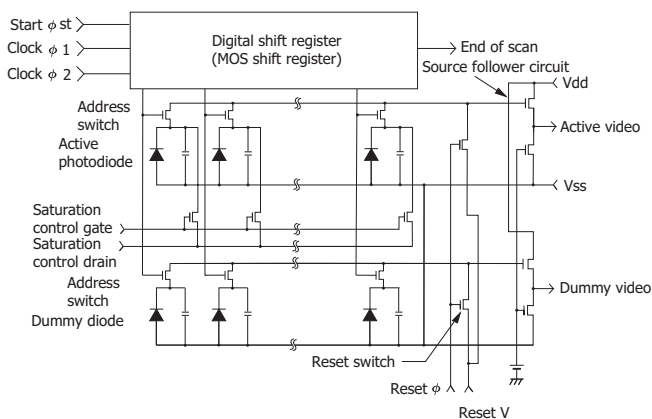 Start ϕ st
Clock ϕ 1
Clock ϕ 2
Digital shift register
(MOS shift register)
End of scan
Source follower circuit
Vdd
Address
switch
Active
photodiode
Active video
Vss
Saturation
control gate
Saturation
control drain
Address
switch
Dummy diode
Dummy video
Reset switch
Reset ϕ
Reset V